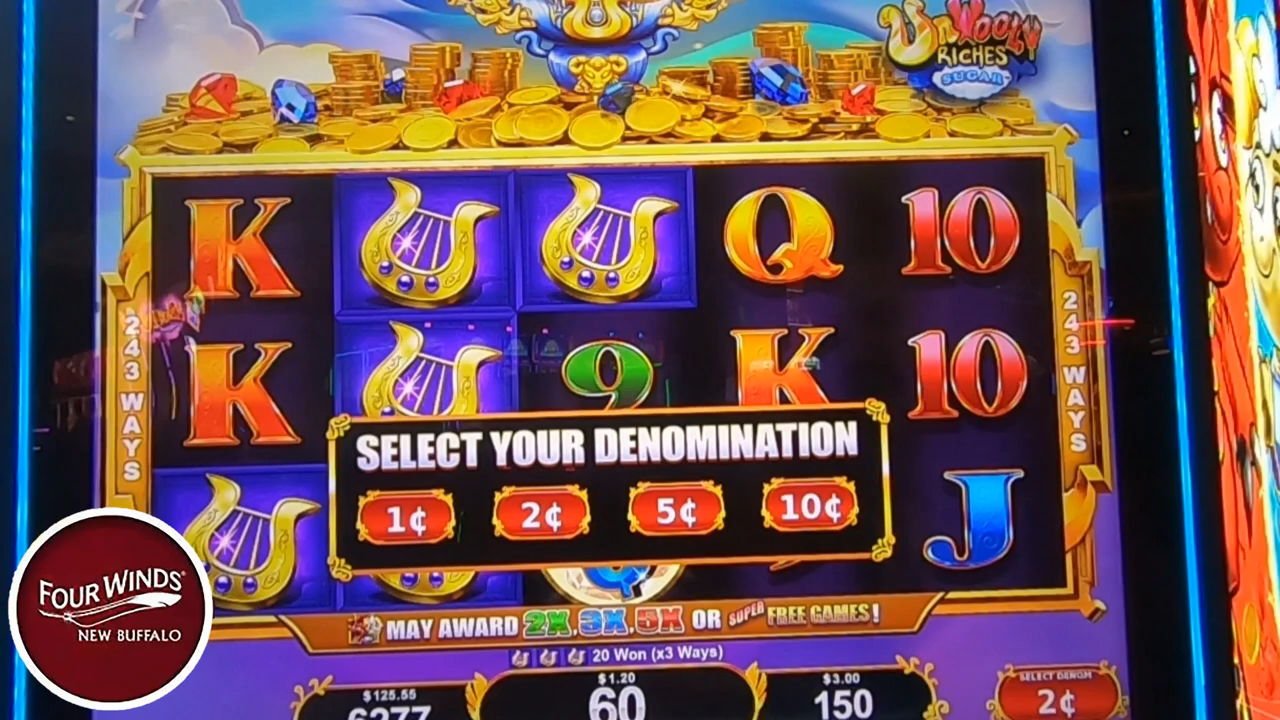 UnWooly
RICHES
SUGAR
K
Q
10
243 WAYS
243 WAYS
K
9
K
10
SELECT YOUR DENOMINATION
1¢
2¢
5¢
10¢
J
FOUR WINDS®
NEW BUFFALO
MAY AWARD 2X, 3X, 5X OR SUPER FREE GAMES!
20 Won (x3 Ways)
$125.55
6277
$1.20
60
$3.00
150
SELECT DENOM
2¢